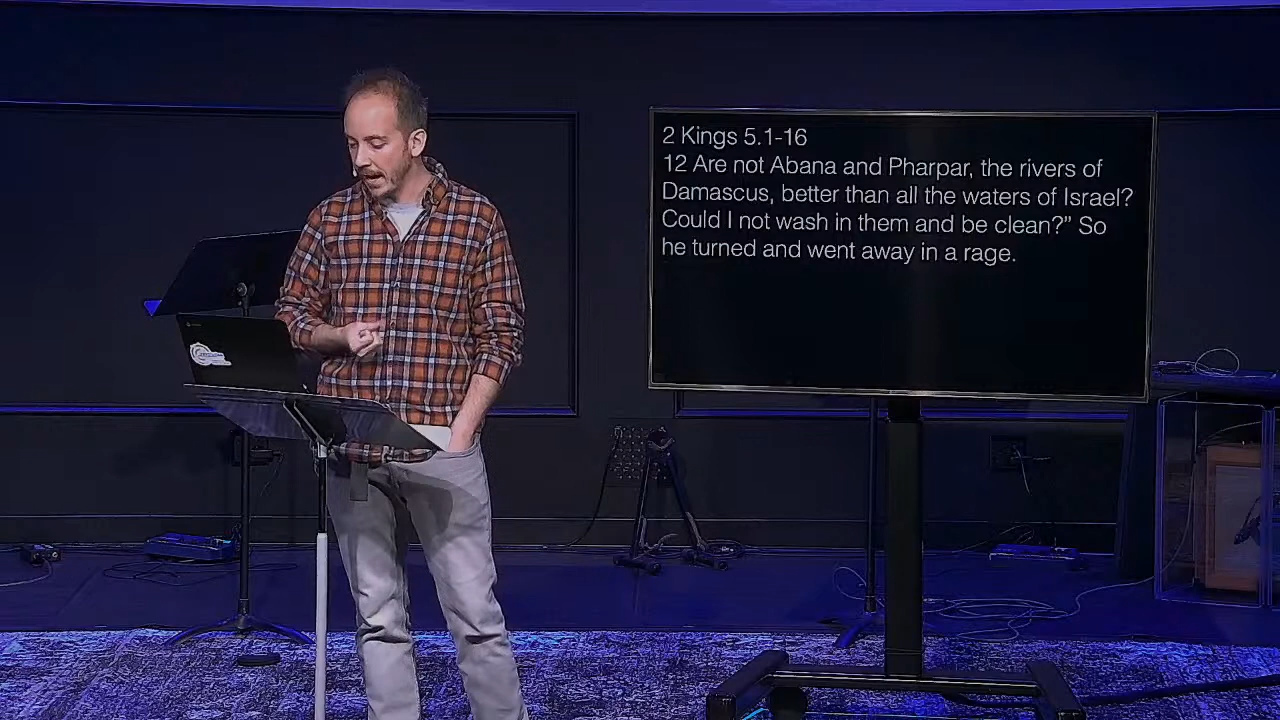 2 Kings 5.1-16
12 Are not Abana and Pharpar, the rivers of
Damascus, better than all the waters of Israel?
Could I not wash in them and be clean?” So
he turned and went away in a rage.